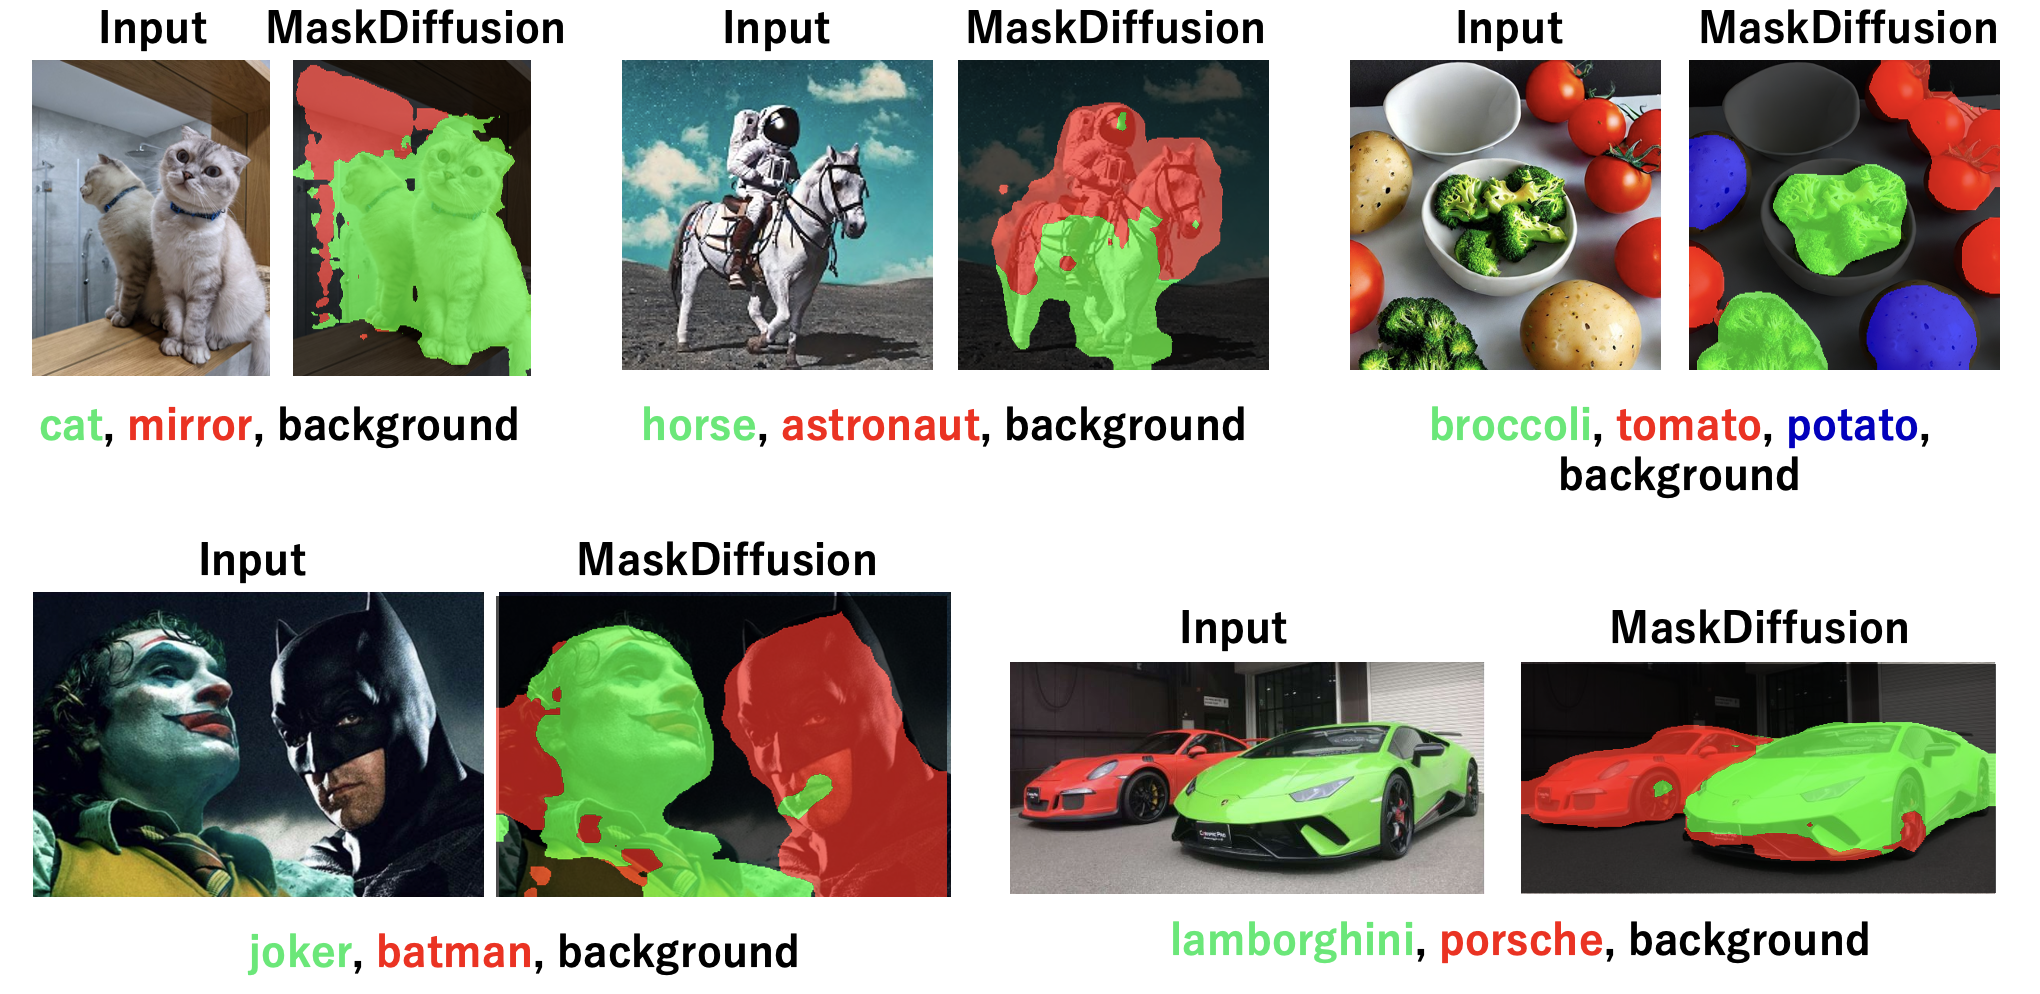 Input MaskDiffusion
Input MaskDiffusion
Input MaskDiffusion
cat, mirror, background
horse, astronaut, background
broccoli, tomato, potato,
background
Input MaskDiffusion
Input MaskDiffusion
joker, batman, background
lamborghini, porsche, background